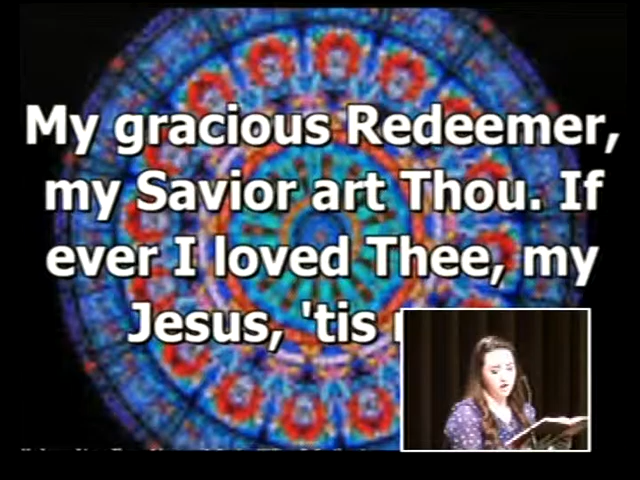 My gracious Redeemer,
my Savior art Thou. If
ever I loved Thee, my
Jesus, 'tis